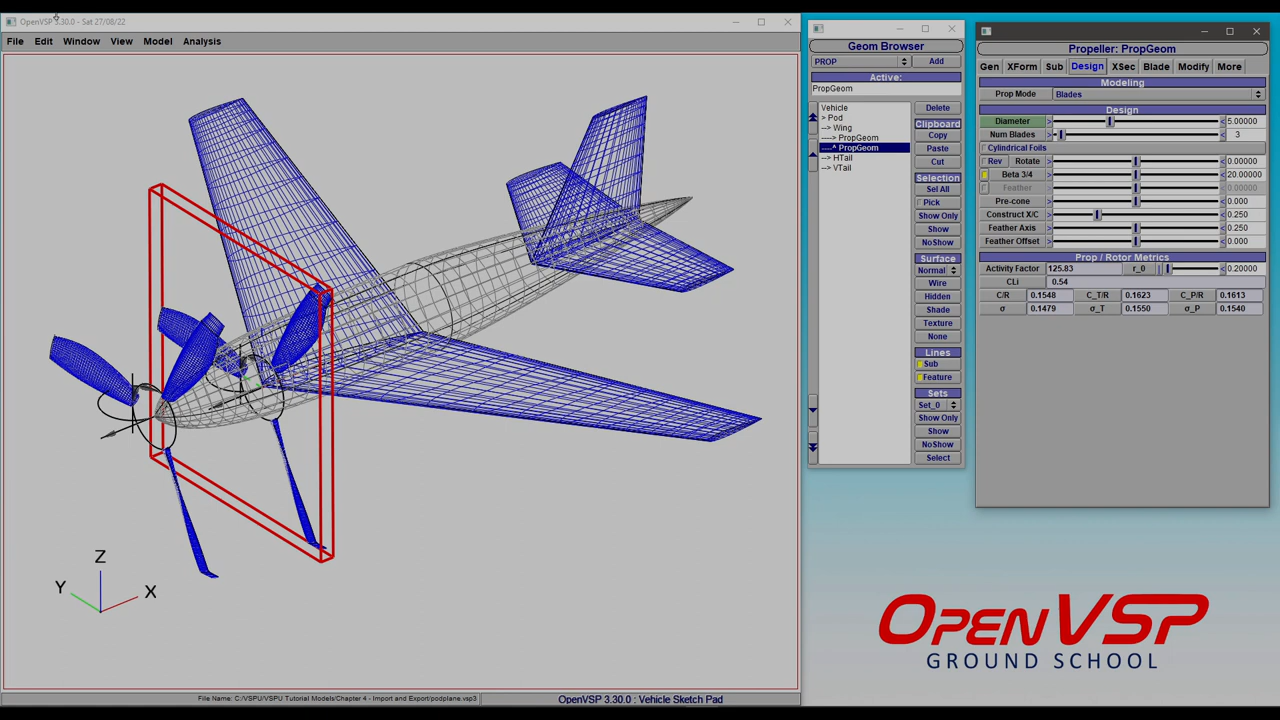 OpenVSP 3.30.0 - Sat 27/08/22
File Edit Window View Model Analysis
Z
Y
X
File Name: C:/VSPU/VSPU Tutorial Models/Chapter 4 - Import and Export/podplane.vsp3
OpenVSP 3.30.0 : Vehicle Sketch Pad
Geom Browser
PROP Add
Active:
PropGeom
Vehicle
> Pod
--> Wing
----> PropGeom
----^ PropGeom
--> HTail
--> VTail
Delete
Clipboard
Copy
Paste
Cut
Selection
Sel All
Pick
Show Only
Show
NoShow
Surface
Normal
Wire
Hidden
Shade
Texture
None
Lines
Sub
Feature
Sets
Set_0
Show Only
Show
NoShow
Select
Propeller: PropGeom
Gen XForm Sub Design XSec Blade Modify More
Modeling
Prop Mode Blades
Design
Diameter > < 5.00000
Num Blades > < 3
Cylindrical Foils
Rev Rotate > < 0.00000
Beta 3/4 > < 20.00000
Feather > < 0.00000
Pre-cone > < 0.000
Construct X/C > < 0.250
Feather Axis > < 0.250
Feather Offset > < 0.000
Prop / Rotor Metrics
Activity Factor 125.83 r_0 < 0.20000
CLi 0.54
C/R 0.1548 C_T/R 0.1623 C_P/R 0.1613
σ 0.1479 σ_T 0.1550 σ_P 0.1540
OPENVSP
GROUND SCHOOL